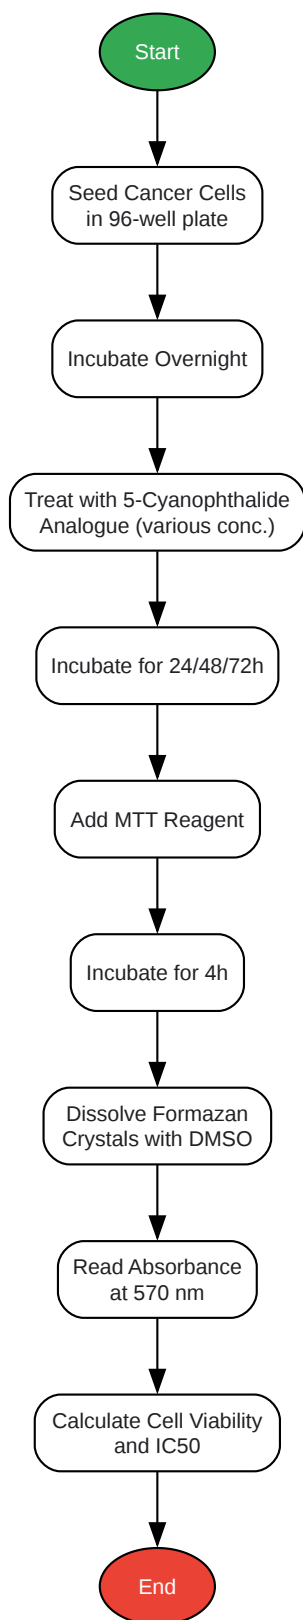 Start
Seed Cancer Cells
in 96-well plate
Incubate Overnight
Treat with 5-Cyanophthalide
Analogue (various conc.)
Incubate for 24/48/72h
Add MTT Reagent
Incubate for 4h
Dissolve Formazan
Crystals with DMSO
Read Absorbance
at 570 nm
Calculate Cell Viability
and IC50
End